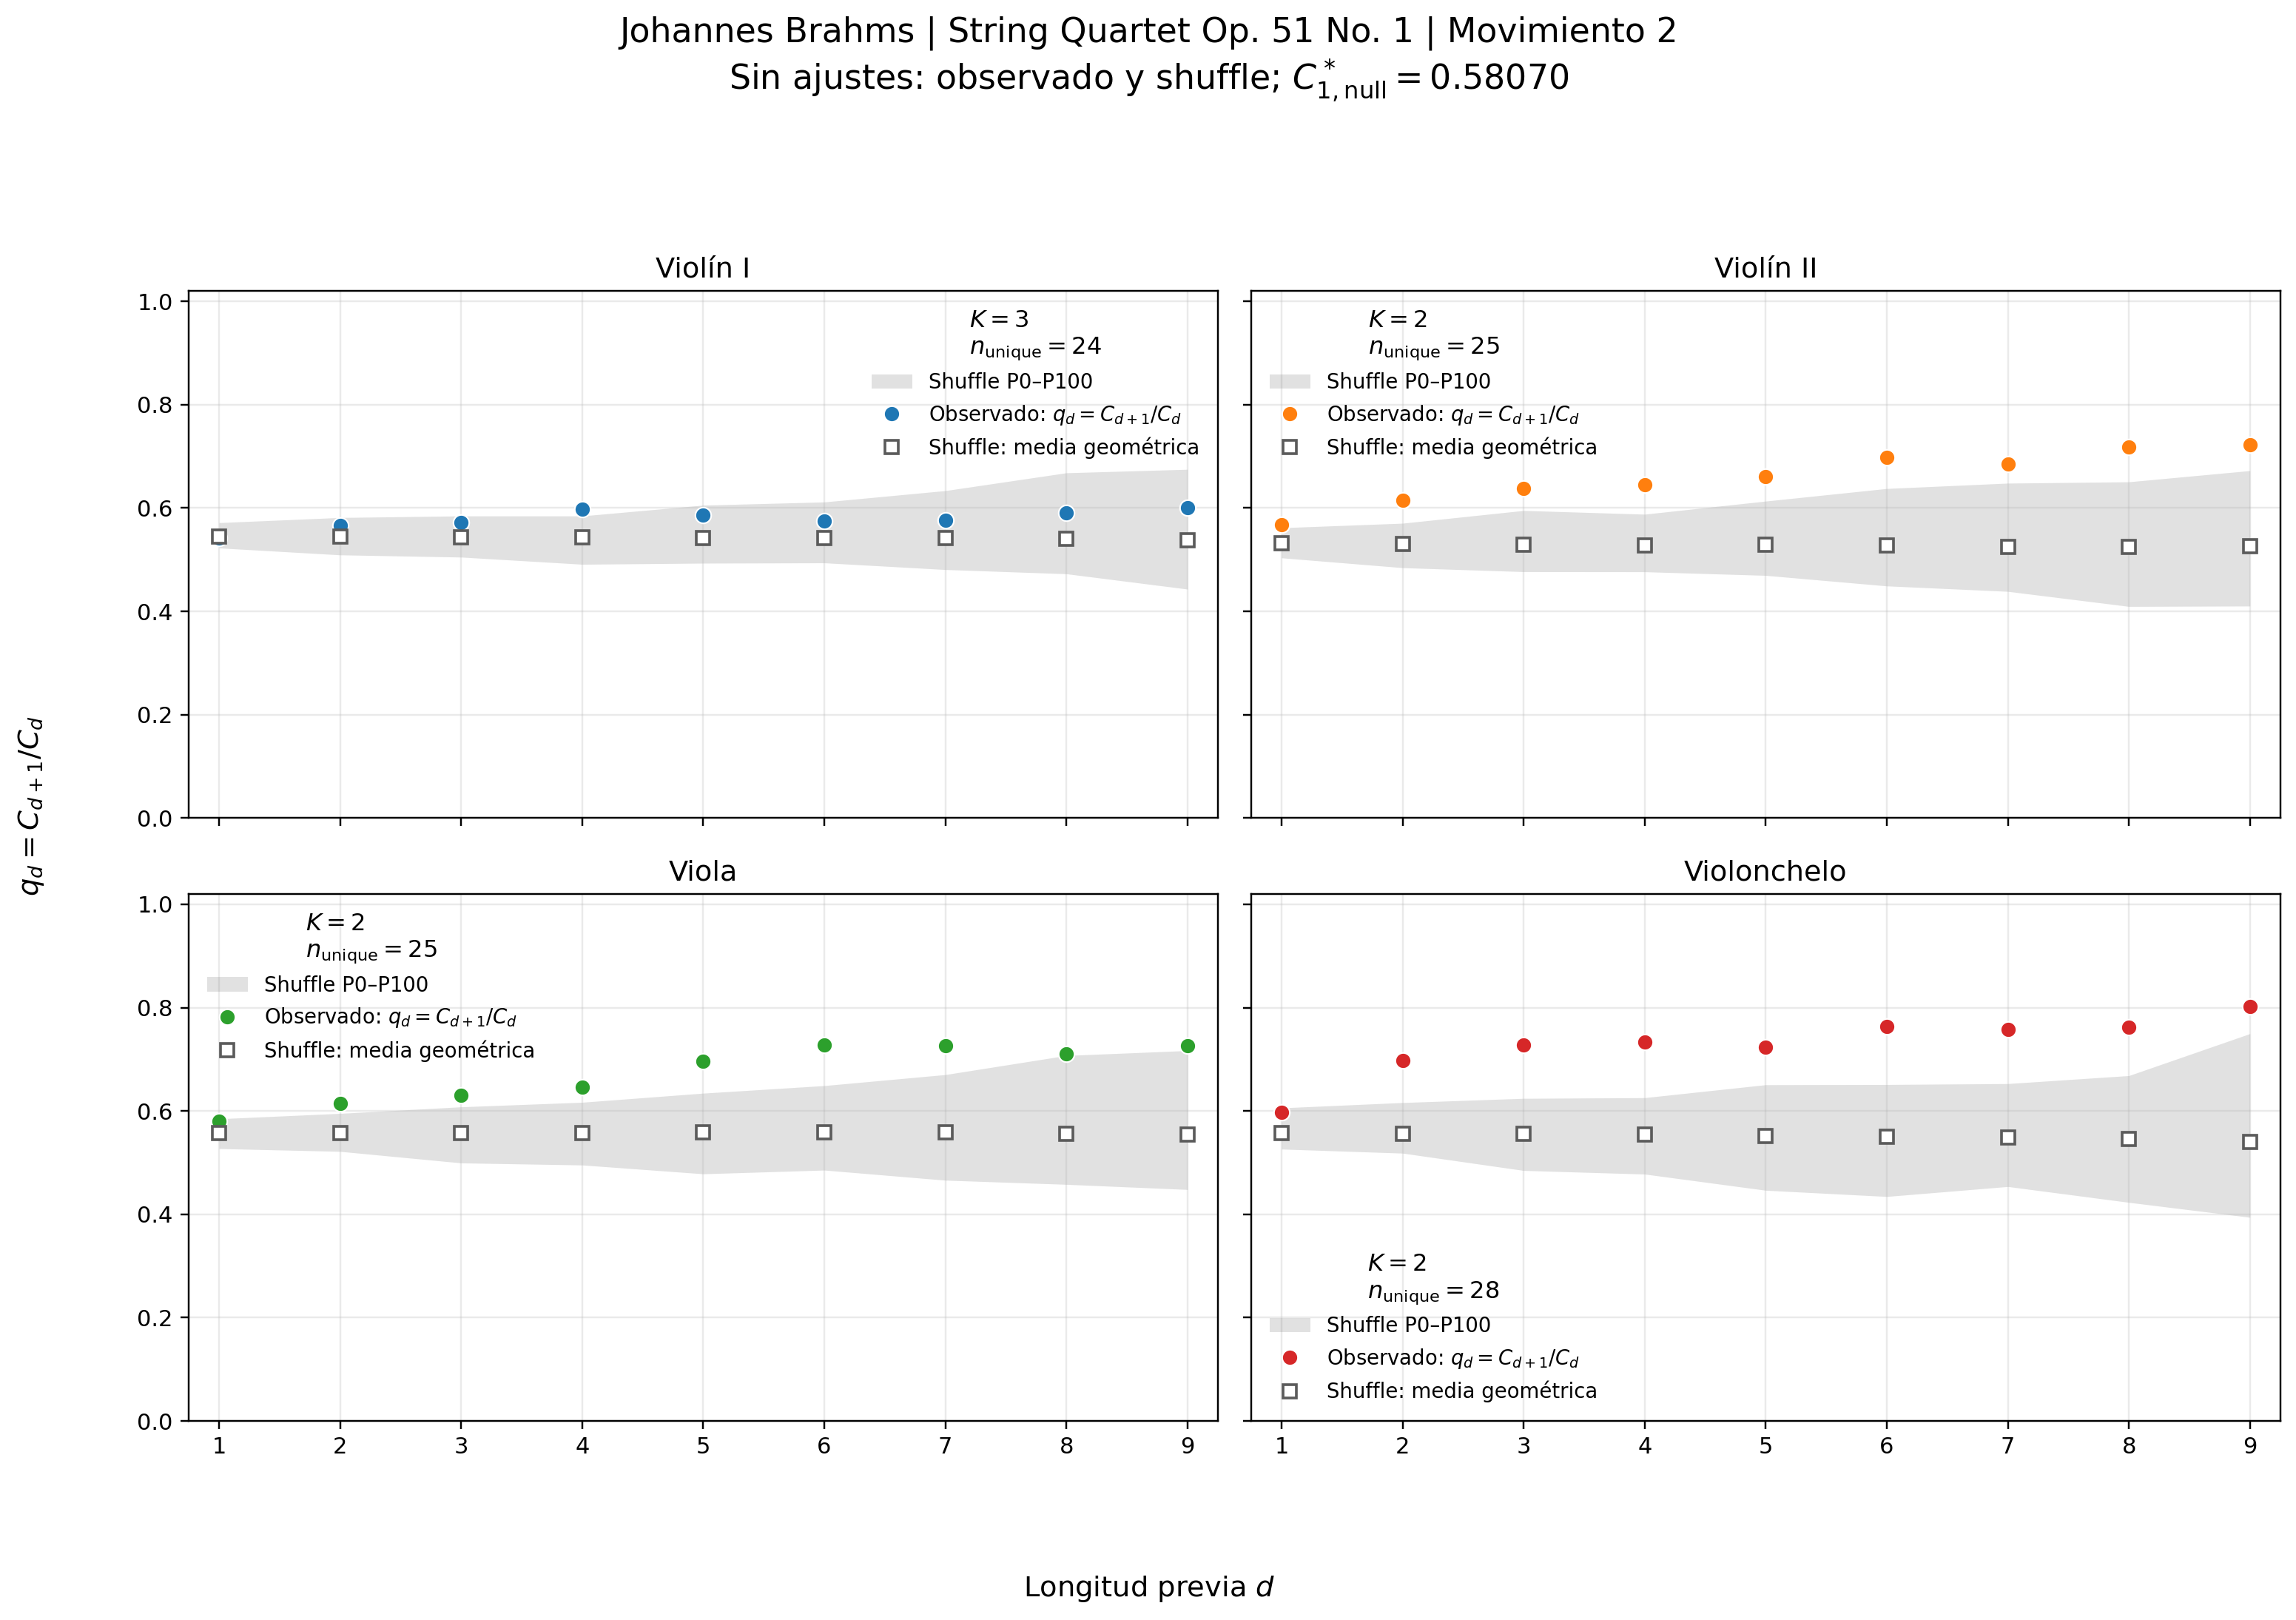 Johannes Brahms | String Quartet Op. 51 No. 1 | Movimiento 2
Sin ajustes: observado y shuffle; C*1,null = 0.58070
Violín I
Violín II
1.0
0.8
0.6
0.4
0.2
0.0
K = 3
nunique = 24
Shuffle P0–P100
Observado: qd = Cd+1/Cd
Shuffle: media geométrica
K = 2
nunique = 25
Shuffle P0–P100
Observado: qd = Cd+1/Cd
Shuffle: media geométrica
qd = Cd+1/Cd
Viola
Violonchelo
1.0
0.8
0.6
0.4
0.2
0.0
K = 2
nunique = 25
Shuffle P0–P100
Observado: qd = Cd+1/Cd
Shuffle: media geométrica
K = 2
nunique = 28
Shuffle P0–P100
Observado: qd = Cd+1/Cd
Shuffle: media geométrica
1 2 3 4 5 6 7 8 9
1 2 3 4 5 6 7 8 9
Longitud previa d